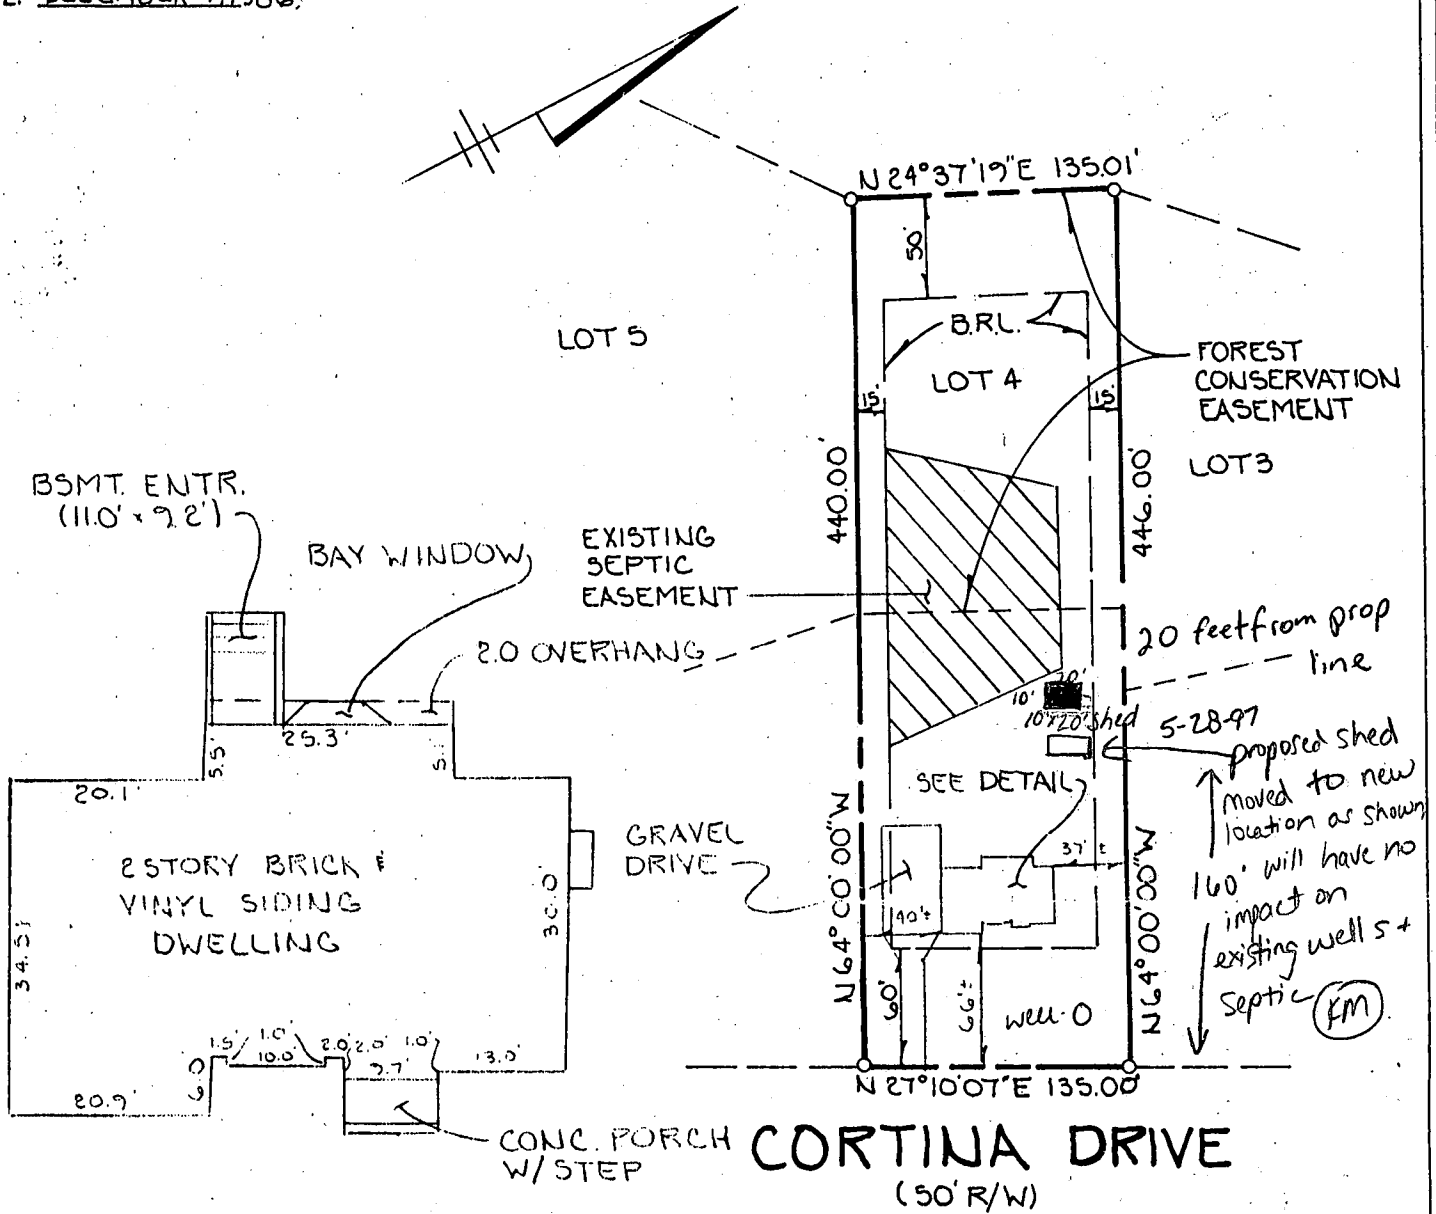 N 24°37'19"E 135.01'
50'
LOT 5
B.R.L.
LOT 4
FOREST
CONSERVATION
EASEMENT
15'
15'
LOT 3
440.00'
446.00'
BSMT. ENTR.
(11.0' x 9.2')
BAY WINDOW
EXISTING
SEPTIC
EASEMENT
2.0 OVERHANG
20 feet from prop
line
10'
20'
10'x20' shed
5-28-97
proposed shed
moved to new
location as shown
160' will have no
impact on
existing well s +
septic
KM
25.3'
5.5'
20.1'
SEE DETAIL
GRAVEL
DRIVE
37'±
40'±
2 STORY BRICK &
VINYL SIDING
DWELLING
34.5'
30.0'
N 64°00'00"W
N 64°00'00"W
60'
66'±
well-O
1.5'
1.0'
10.0'
2.0'
2.0'
1.0'
9.7'
13.0'
6.0
20.9'
N 27°10'07"E 135.00'
CONC. PORCH
W/ STEP
CORTINA DRIVE
(50' R/W)